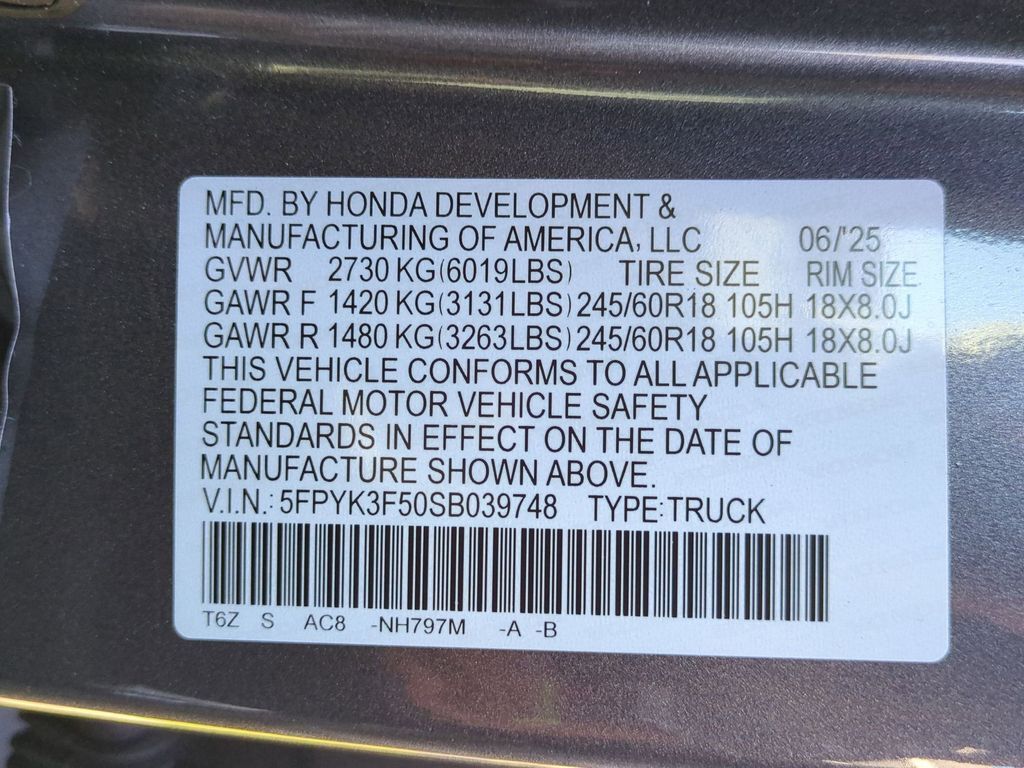 MFD. BY HONDA DEVELOPMENT &
MANUFACTURING OF AMERICA, LLC 06/'25
GVWR 2730 KG(6019LBS) TIRE SIZE RIM SIZE
GAWR F 1420 KG(3131LBS) 245/60R18 105H 18X8.0J
GAWR R 1480 KG(3263LBS) 245/60R18 105H 18X8.0J
THIS VEHICLE CONFORMS TO ALL APPLICABLE
FEDERAL MOTOR VEHICLE SAFETY
STANDARDS IN EFFECT ON THE DATE OF
MANUFACTURE SHOWN ABOVE.
V.I.N.: 5FPYK3F50SB039748 TYPE:TRUCK
T6Z S AC8 -NH797M -A -B